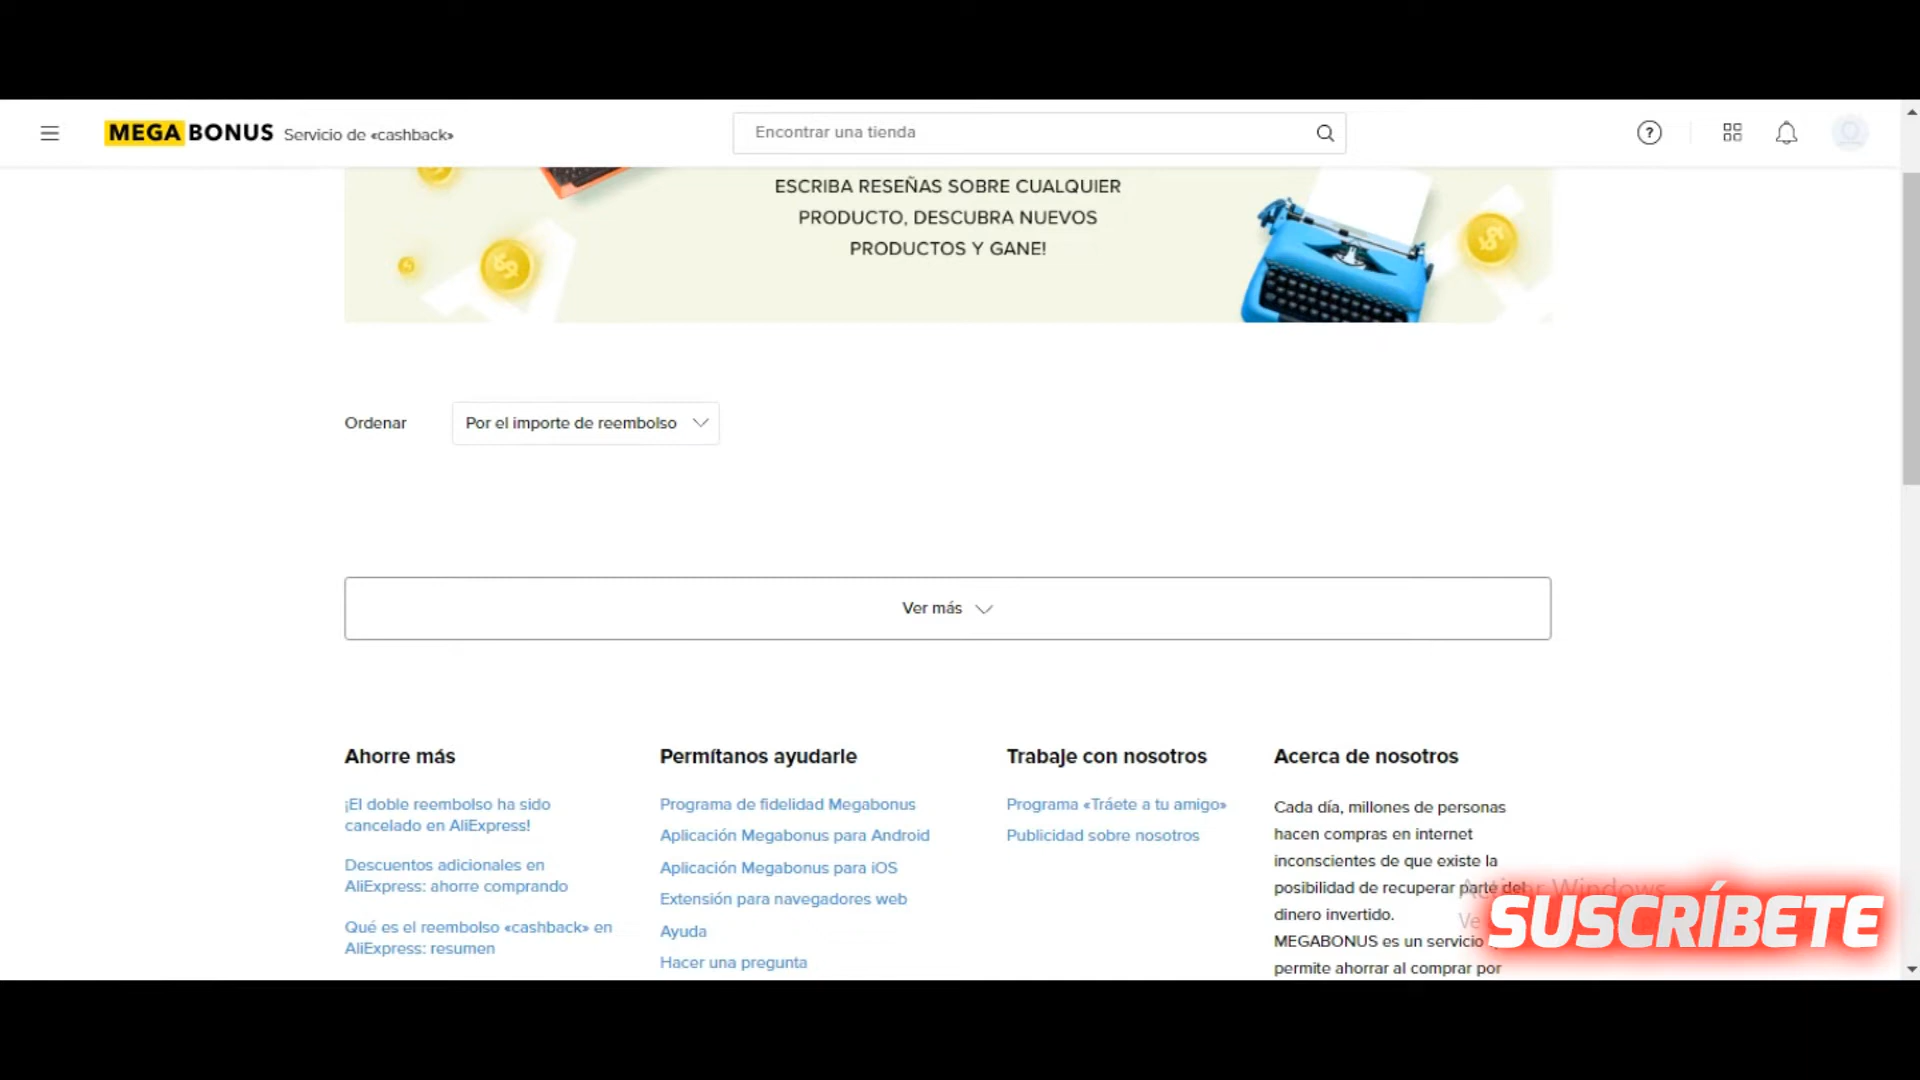 MEGABONUS Servicio de «cashback»
Encontrar una tienda
ESCRIBA RESEÑAS SOBRE CUALQUIER
PRODUCTO, DESCUBRA NUEVOS
PRODUCTOS Y GANE!
Ordenar
Por el importe de reembolso
Ver más
Ahorre más
¡El doble reembolso ha sido
cancelado en AliExpress!
Descuentos adicionales en
AliExpress: ahorre comprando
Qué es el reembolso «cashback» en
AliExpress: resumen
Permítanos ayudarle
Programa de fidelidad Megabonus
Aplicación Megabonus para Android
Aplicación Megabonus para iOS
Extensión para navegadores web
Ayuda
Hacer una pregunta
Trabaje con nosotros
Programa «Tráete a tu amigo»
Publicidad sobre nosotros
Acerca de nosotros
Cada día, millones de personas
hacen compras en internet
inconscientes de que existe la
posibilidad de recuperar parte del
dinero invertido.
MEGABONUS es un servicio
permite ahorrar al comprar por
Activar Windows
SUSCRÍBETE